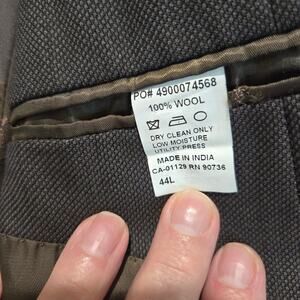 PO# 4900074568
100% WOOL
DRY CLEAN ONLY
LOW MOISTURE
UTILITY PRESS
MADE IN INDIA
CA-01129 RN 90736
44L